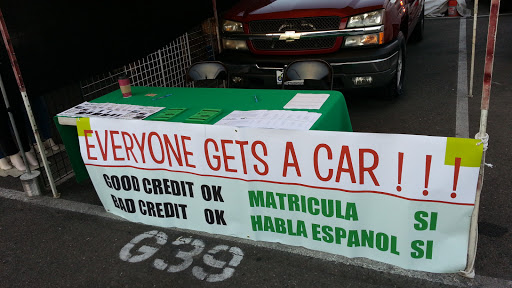 EVERYONE GETS A CAR!!!
GOOD CREDIT OK MATRICULA SI
BAD CREDIT OK HABLA ESPANOL SI
G39